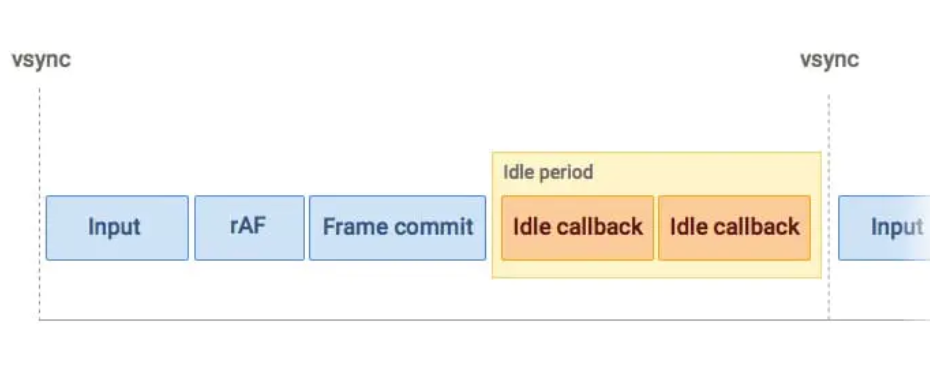 vsync
vsync
Idle period
Input
rAF
Frame commit
Idle callback
Idle callback
Input